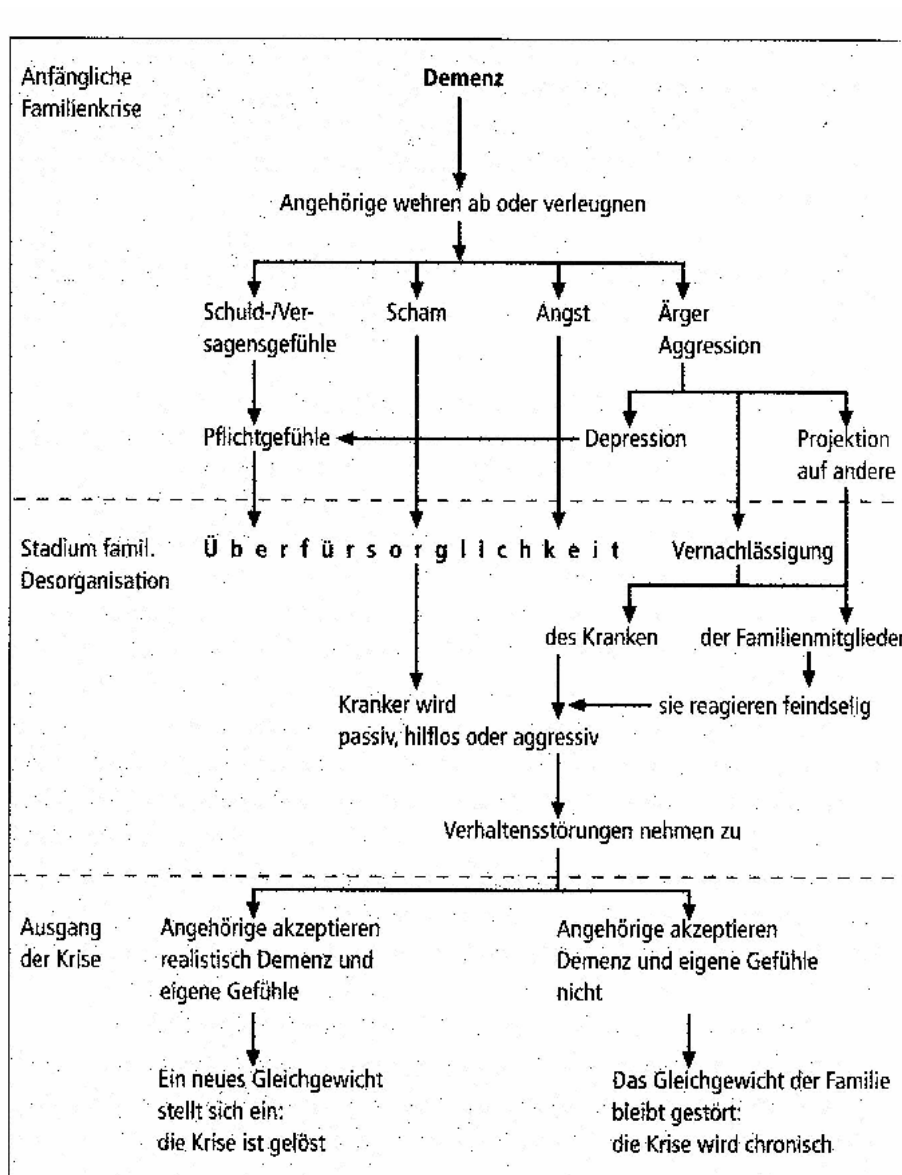 Anfängliche
Familienkrise
Demenz
Angehörige wehren ab oder verleugnen
Schuld-/Ver-
sagensgefühle
Scham
Angst
Ärger
Aggression
Pflichtgefühle
Depression
Projektion
auf andere
Stadium famil.
Desorganisation
Überfürsorglichkeit
Vernachlässigung
des Kranken
der Familienmitglieder
Kranker wird
passiv, hilflos oder aggressiv
sie reagieren feindselig
Verhaltensstörungen nehmen zu
Ausgang
der Krise
Angehörige akzeptieren
realistisch Demenz und
eigene Gefühle
Angehörige akzeptieren
Demenz und eigene Gefühle
nicht
Ein neues Gleichgewicht
stellt sich ein:
die Krise ist gelöst
Das Gleichgewicht der Familie
bleibt gestört:
die Krise wird chronisch